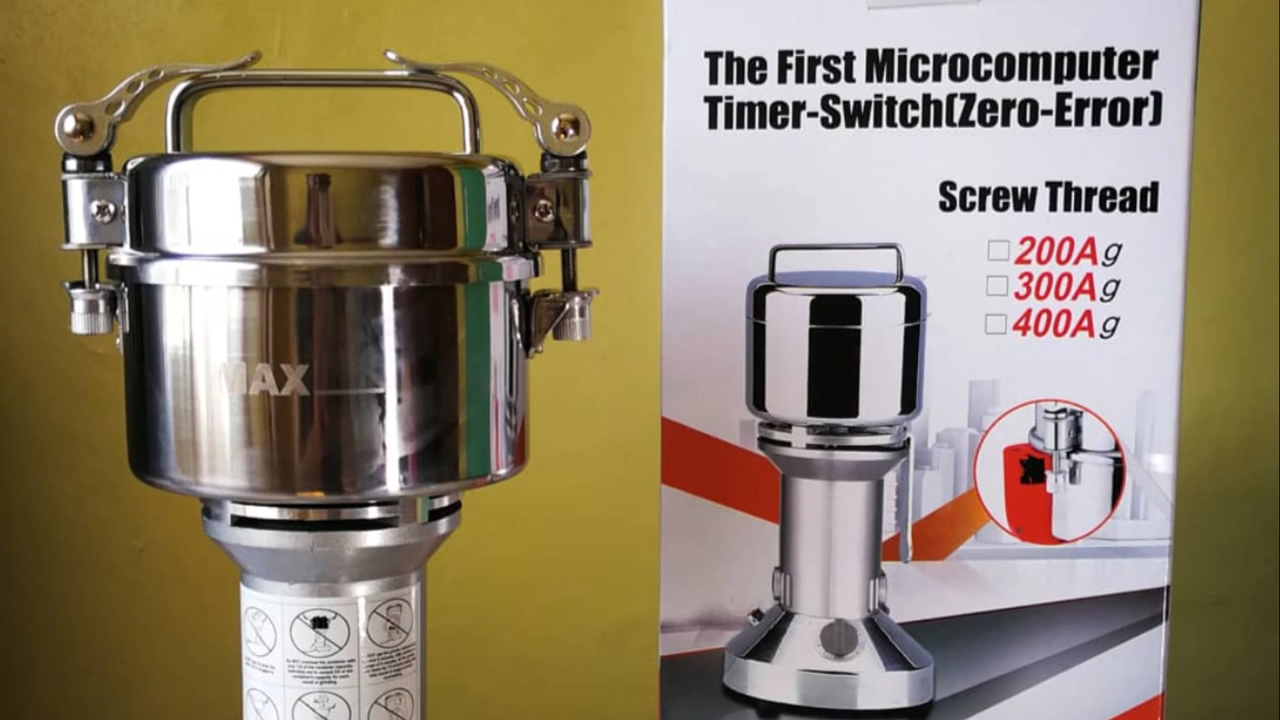 The First Microcomputer
Timer-Switch(Zero-Error)
Screw Thread
200Ag
300Ag
400Ag
MAX